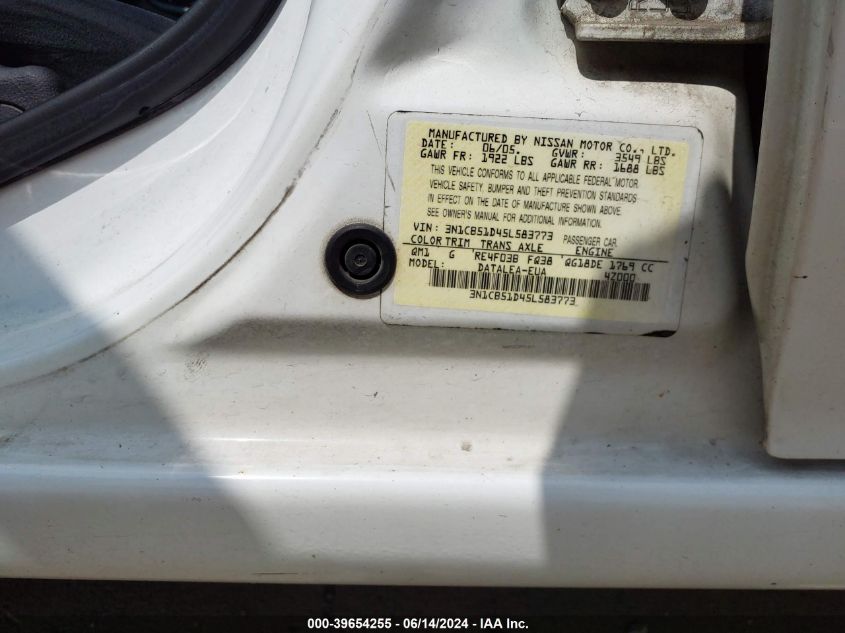 MANUFACTURED BY NISSAN MOTOR CO., LTD.
DATE: 06/05. GVWR: 3549 LBS
GAWR FR: 1922 LBS GAWR RR: 1688 LBS
THIS VEHICLE CONFORMS TO ALL APPLICABLE FEDERAL MOTOR
VEHICLE SAFETY, BUMPER AND THEFT PREVENTION STANDARDS
IN EFFECT ON THE DATE OF MANUFACTURE SHOWN ABOVE.
SEE OWNER'S MANUAL FOR ADDITIONAL INFORMATION.
VIN: 3N1CB51D45L583773 PASSENGER CAR
COLOR TRIM TRANS AXLE ENGINE
QM1 G RE4F03B FQ38 QG18DE 1769 CC
MODEL: DATALEA-EUA 4Z000
3N1CB51D45L583773
000-39654255 - 06/14/2024 - IAA Inc.